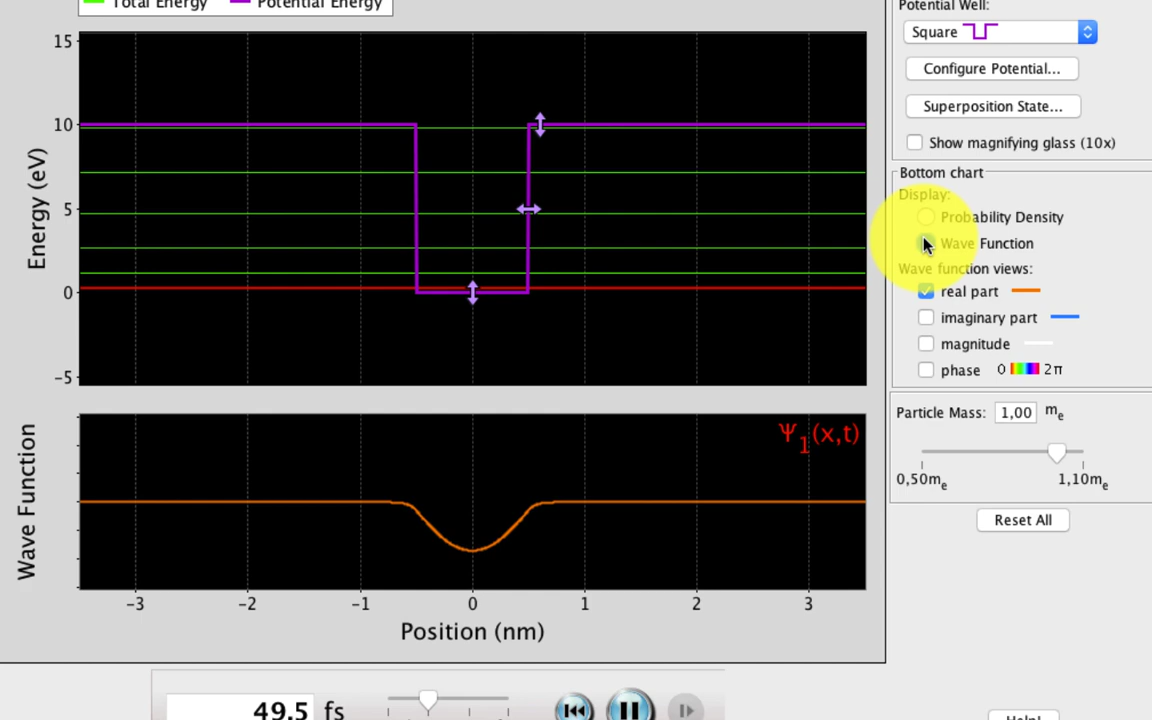 Total Energy Potential Energy
15
10
5
0
−5
Energy (eV)
Wave Function
Ψ1(x,t)
−3 −2 −1 0 1 2 3
Position (nm)
49,5 fs
Potential Well:
Square
Configure Potential...
Superposition State...
Show magnifying glass (10x)
Bottom chart
Display:
Probability Density
Wave Function
Wave function views:
real part
imaginary part
magnitude
phase 0 2π
Particle Mass: 1,00 me
0,50me 1,10me
Reset All
Help!